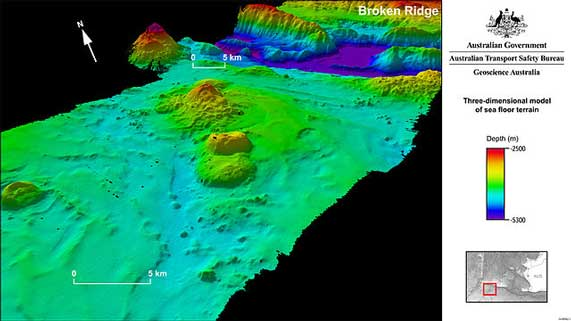 Broken Ridge
N
0 5 km
0 5 km
Australian Government
Australian Transport Safety Bureau
Geoscience Australia
Three-dimensional model
of sea floor terrain
Depth (m)
-2500
-5300
AUS